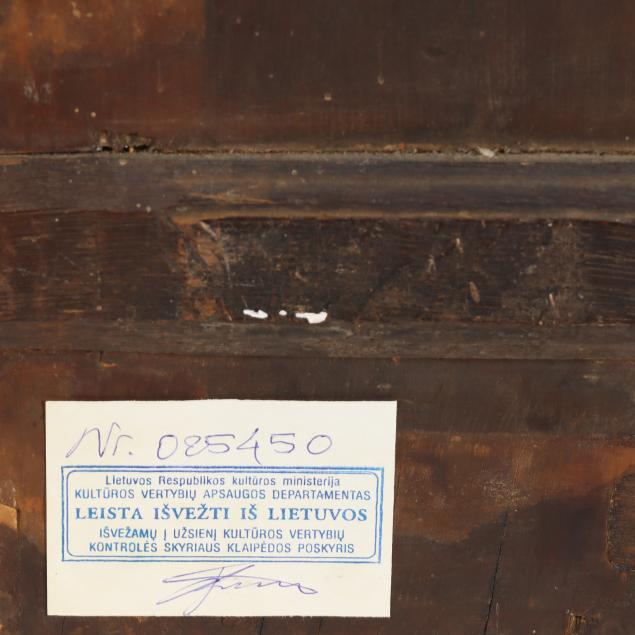 Nr. 025450
Lietuvos Respublikos kultūros ministerija
KULTŪROS VERTYBIŲ APSAUGOS DEPARTAMENTAS
LEISTA IŠVEŽTI IŠ LIETUVOS
IŠVEŽAMŲ Į UŽSIENĮ KULTŪROS VERTYBIŲ
KONTROLĖS SKYRIAUS KLAIPĖDOS POSKYRIS